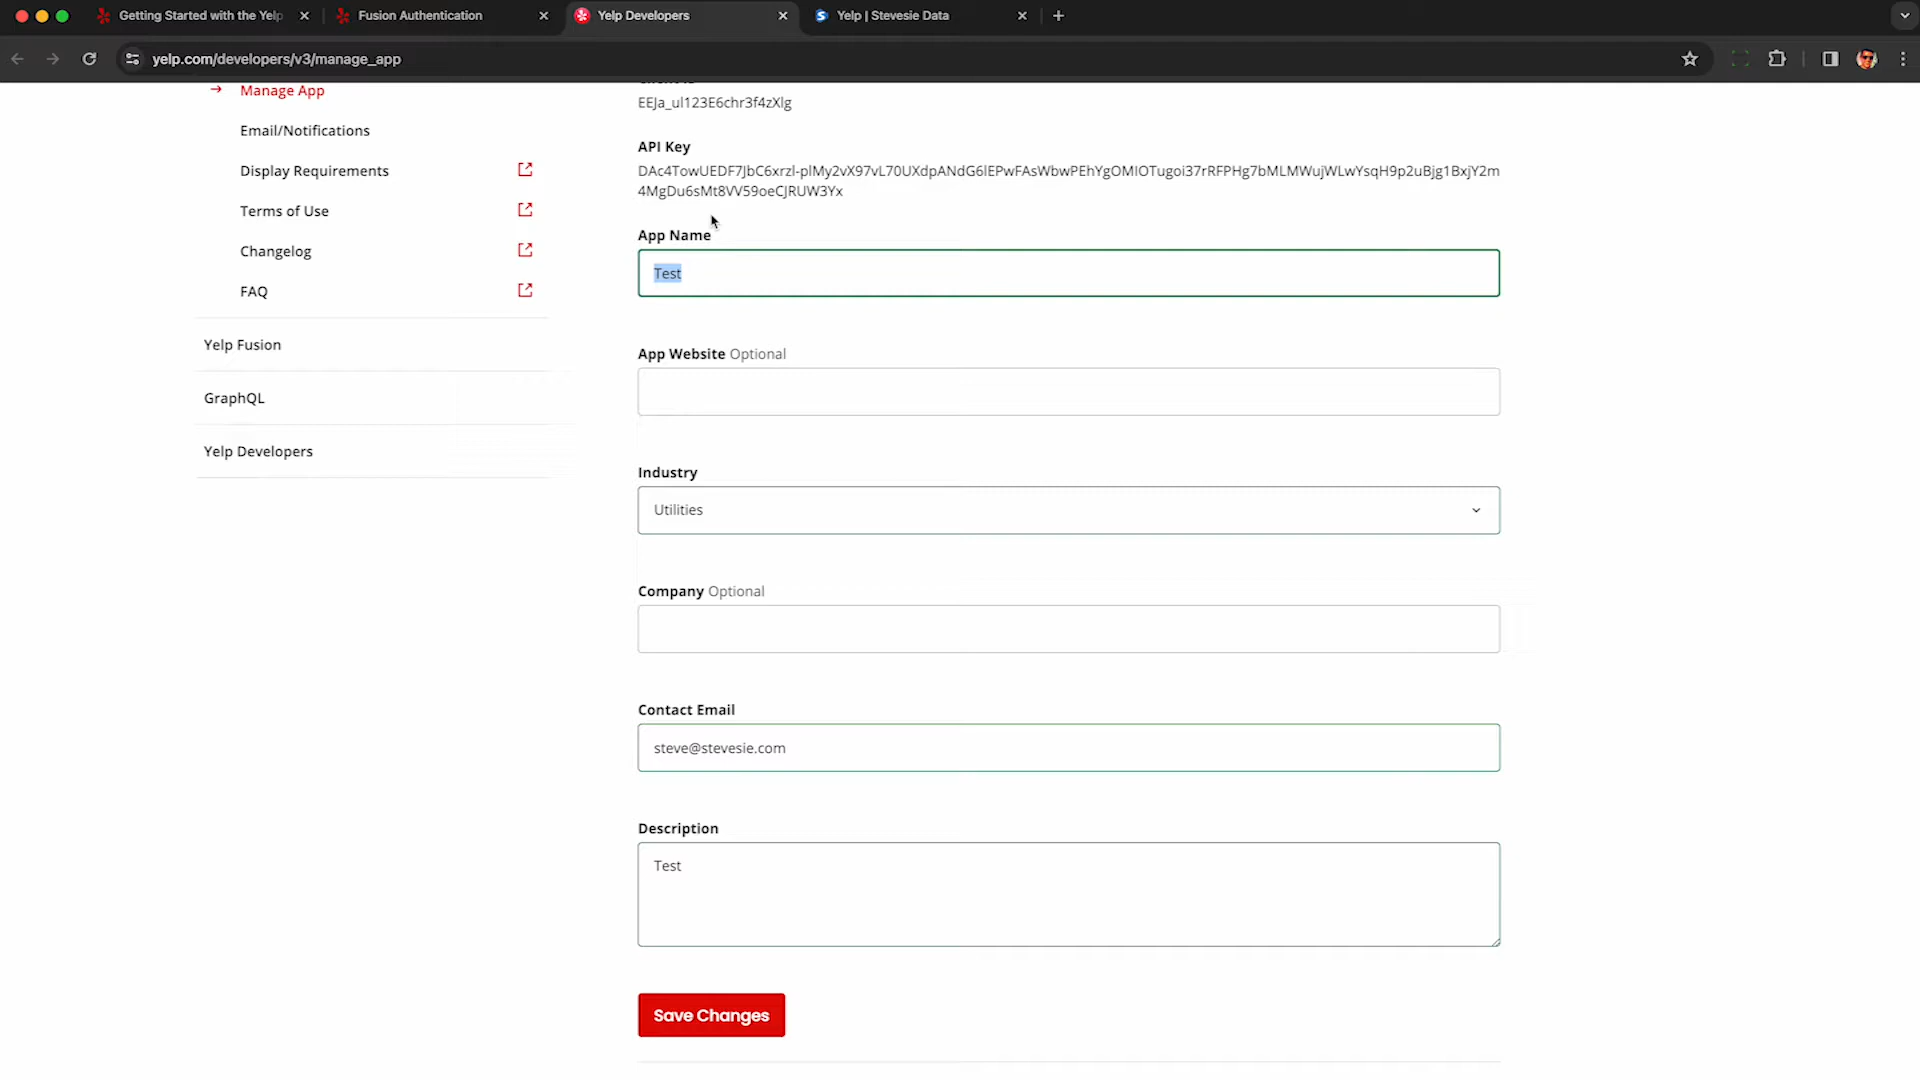 Getting Started with the Yelp
Fusion Authentication
Yelp Developers
Yelp | Stevesie Data
yelp.com/developers/v3/manage_app
Manage App
Email/Notifications
Display Requirements
Terms of Use
Changelog
FAQ
Yelp Fusion
GraphQL
Yelp Developers
EEJa_ul123E6chr3f4zXlg
API Key
DAc4TowUEDF7JbC6xrzl-plMy2vX97vL70UXdpANdG6lEPwFAsWbwPEhYgOMIOTugoi37rRFPHg7bMLMWujWLwYsqH9p2uBjg1BxjY2m
4MgDu6sMt8VV59oeCJRUW3Yx
App Name
Test
App Website Optional
Industry
Utilities
Company Optional
Contact Email
steve@stevesie.com
Description
Test
Save Changes